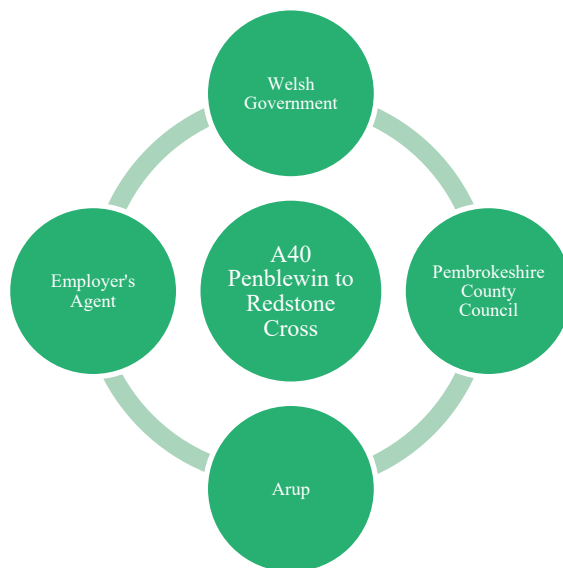 Welsh
Government
Employer's
Agent
A40
Penblewin to
Redstone
Cross
Pembrokeshire
County
Council
Arup